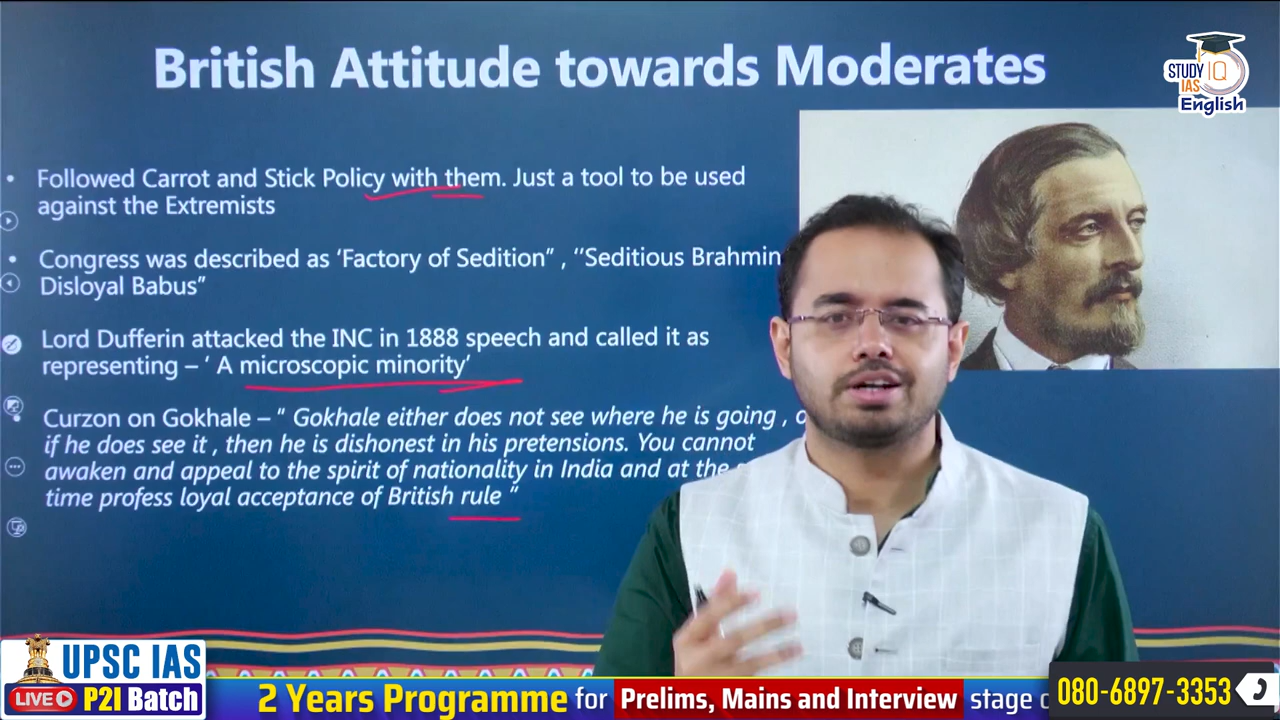 British Attitude towards Moderates
STUDY IQ
IAS
English
• Followed Carrot and Stick Policy with them. Just a tool to be used
against the Extremists
• Congress was described as ‘Factory of Sedition” , “Seditious Brahmin
Disloyal Babus”
Lord Dufferin attacked the INC in 1888 speech and called it as
representing – ‘ A microscopic minority’
Curzon on Gokhale – “ Gokhale either does not see where he is going ,
if he does see it , then he is dishonest in his pretensions. You cannot
awaken and appeal to the spirit of nationality in India and at the
time profess loyal acceptance of British rule ”
UPSC IAS
LIVE P2I Batch
2 Years Programme for Prelims, Mains and Interview stage
080-6897-3353